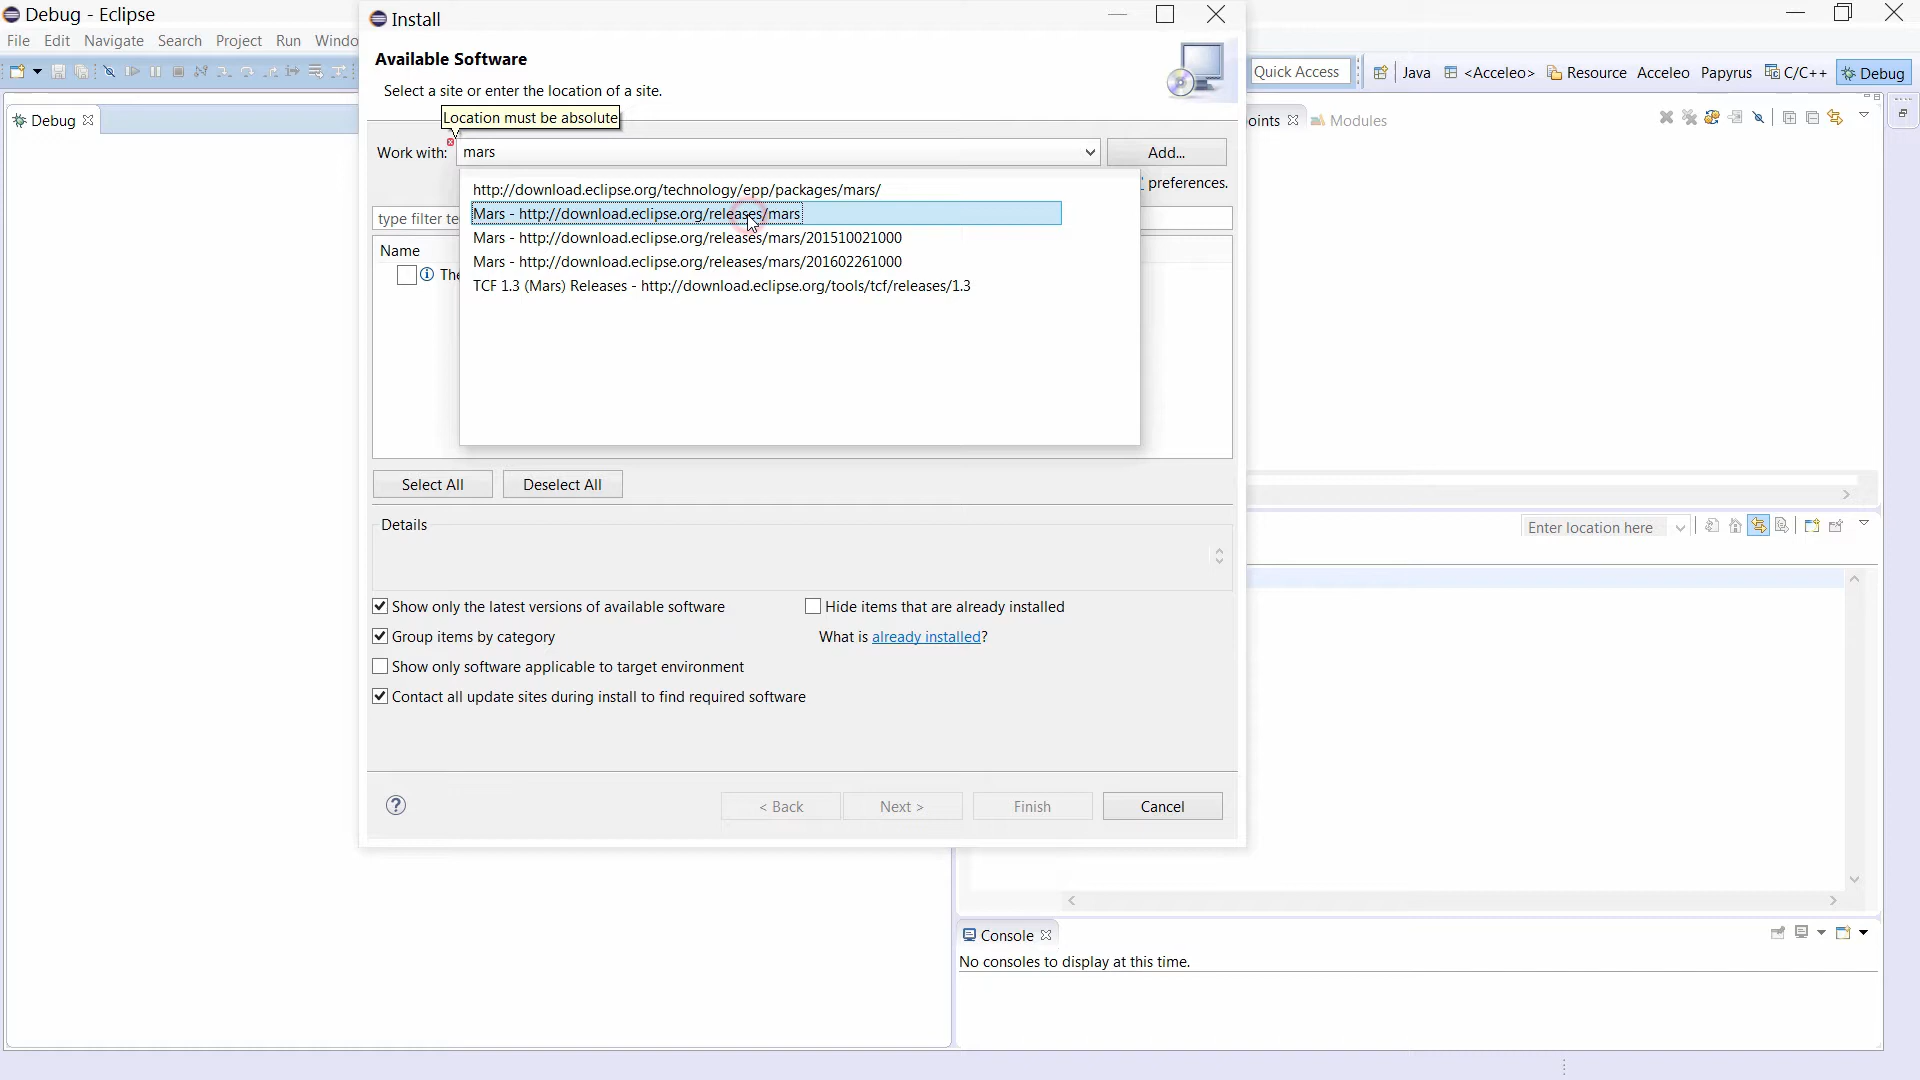 Debug - Eclipse
File Edit Navigate Search Project Run Windo
Install
Available Software
Select a site or enter the location of a site.
Location must be absolute
Work with: mars
Add...
http://download.eclipse.org/technology/epp/packages/mars/
Mars - http://download.eclipse.org/releases/mars
Mars - http://download.eclipse.org/releases/mars/201510021000
Mars - http://download.eclipse.org/releases/mars/201602261000
TCF 1.3 (Mars) Releases - http://download.eclipse.org/tools/tcf/releases/1.3
preferences.
type filter te
Name
The
Select All
Deselect All
Details
Show only the latest versions of available software
Hide items that are already installed
Group items by category
What is already installed?
Show only software applicable to target environment
Contact all update sites during install to find required software
< Back
Next >
Finish
Cancel
Quick Access
Java <Acceleo> Resource Acceleo Papyrus C/C++ Debug
Debug
oints
Modules
Enter location here
Console
No consoles to display at this time.